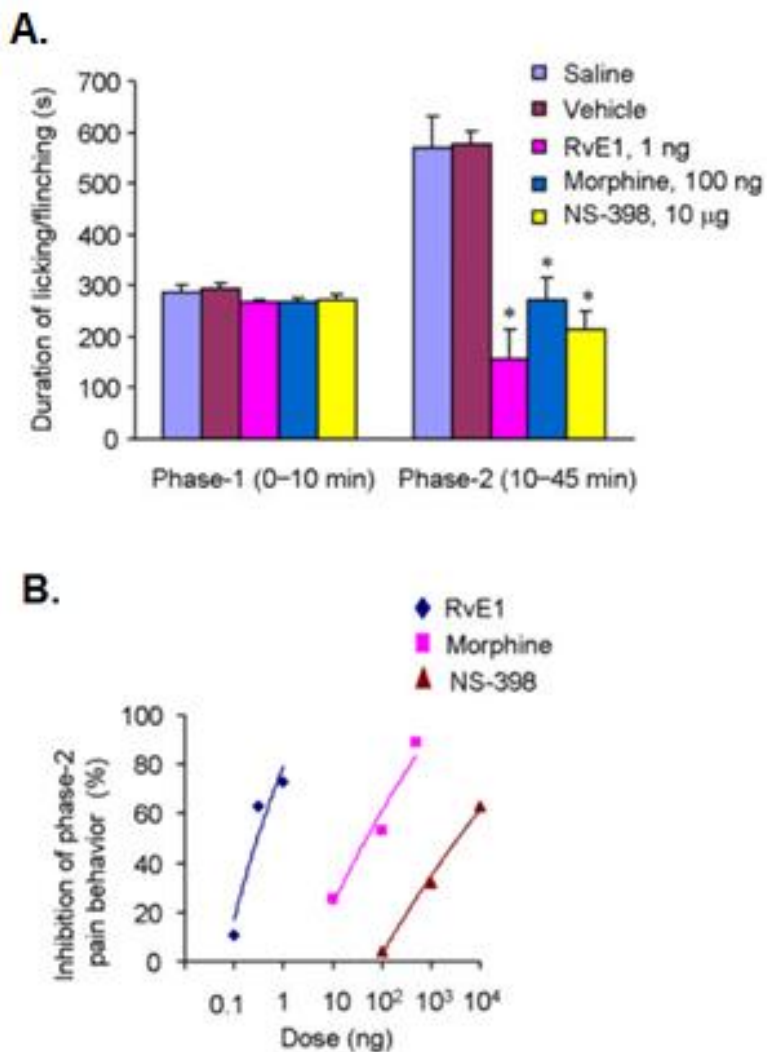 A.
Duration of licking/flinching (s)
700
600
500
400
300
200
100
0
Saline
Vehicle
RvE1, 1 ng
Morphine, 100 ng
NS-398, 10 µg
* * *
Phase-1 (0–10 min) Phase-2 (10–45 min)
B.
RvE1
Morphine
NS-398
Inhibition of phase-2
pain behavior (%)
100
80
60
40
20
0
0.1 1 10 10² 10³ 10⁴
Dose (ng)